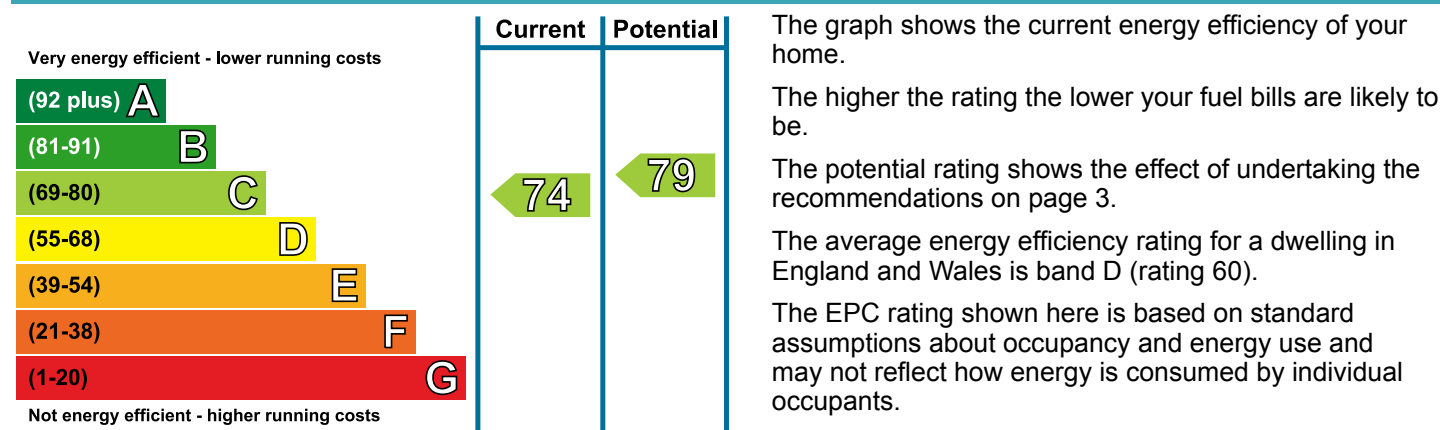 Current Potential
Very energy efficient - lower running costs
(92 plus) A
(81-91) B
(69-80) C
(55-68) D
(39-54) E
(21-38) F
(1-20) G
Not energy efficient - higher running costs
74
79
The graph shows the current energy efficiency of your
home.
The higher the rating the lower your fuel bills are likely to
be.
The potential rating shows the effect of undertaking the
recommendations on page 3.
The average energy efficiency rating for a dwelling in
England and Wales is band D (rating 60).
The EPC rating shown here is based on standard
assumptions about occupancy and energy use and
may not reflect how energy is consumed by individual
occupants.